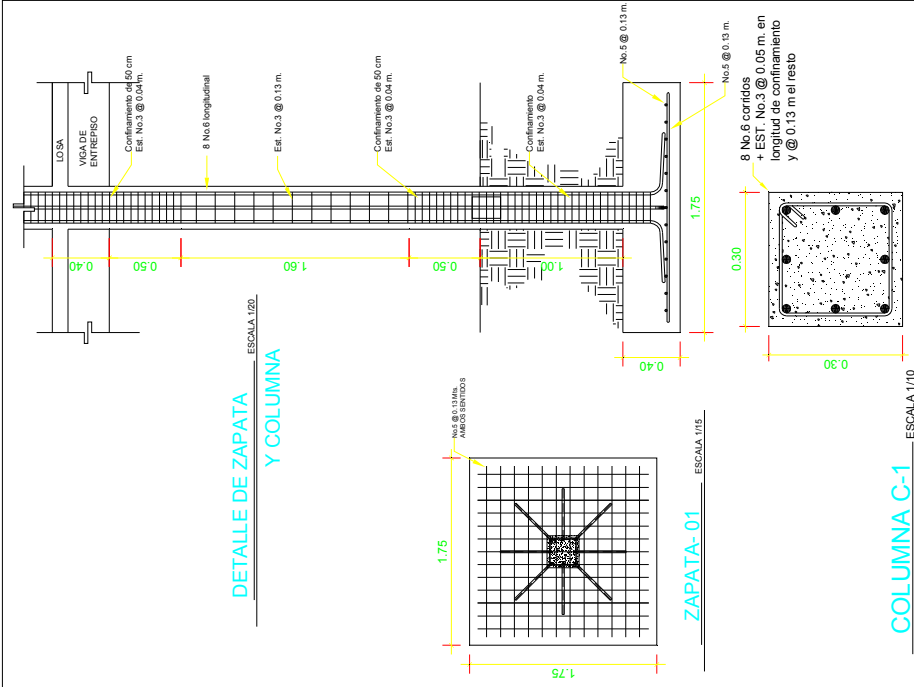 LOSA
VIGA DE
ENTREPISO
Confinamiento de 50 cm
Est. No.3 @ 0.04 m.
8 No.6 longitudinal
Est. No.3 @ 0.13 m.
Confinamiento de 50 cm
Est. No.3 @ 0.04 m.
Confinamiento
Est. No.3 @ 0.04 m.
No.5 @ 0.13 m.
No.5 @ 0.13 m.
0.40
0.50
1.60
0.50
1.00
0.40
1.75
DETALLE DE ZAPATA
Y COLUMNA
ESCALA 1/20
No.5 @ 0.13 Mts.
AMBOS SENTIDOS
1.75
1.75
ZAPATA- 01
ESCALA 1/15
8 No.6 corridos
+ EST. No.3 @ 0.05 m. en
longitud de confinamiento
y @ 0.13 m el resto
0.30
0.30
COLUMNA C-1
ESCALA 1/10